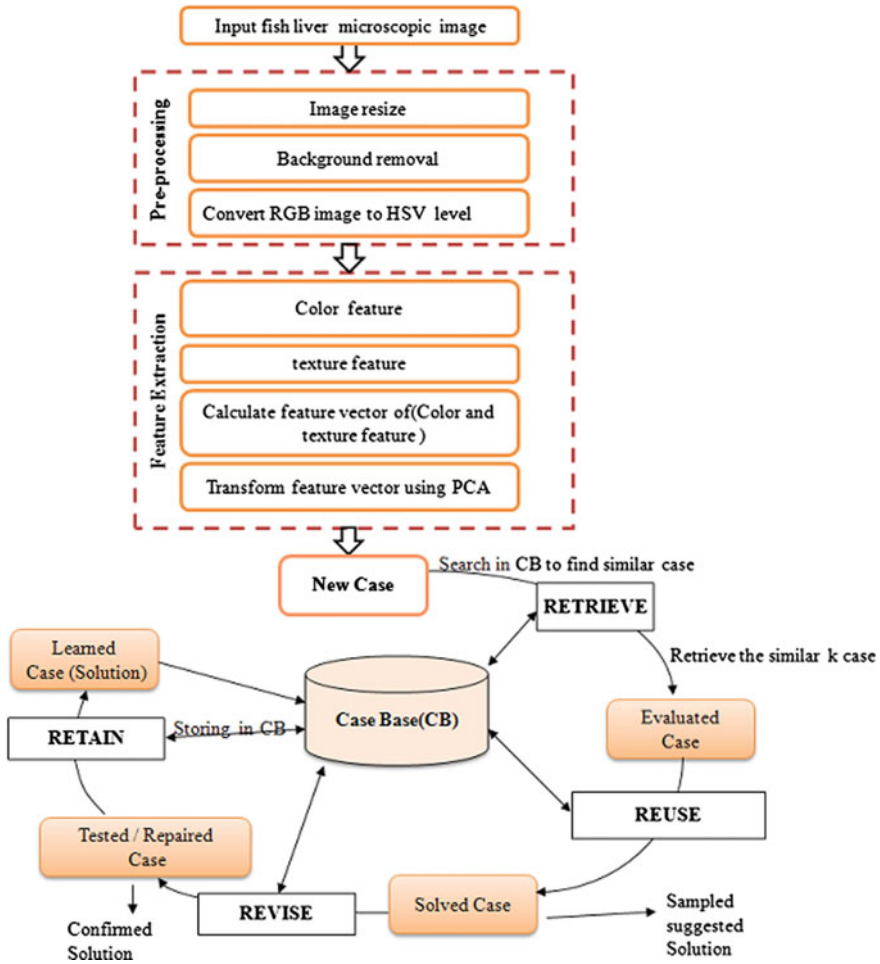 Input fish liver microscopic image
Pre-processing
Image resize
Background removal
Convert RGB image to HSV level
Feature Extraction
Color feature
texture feature
Calculate feature vector of(Color and
texture feature)
Transform feature vector using PCA
New Case
Search in CB to find similar case
RETRIEVE
Learned
Case (Solution)
Retrieve the similar k case
RETAIN
Storing in CB
Case Base(CB)
Evaluated
Case
REUSE
Tested / Repaired
Case
REVISE
Solved Case
Confirmed
Solution
Sampled
suggested
Solution